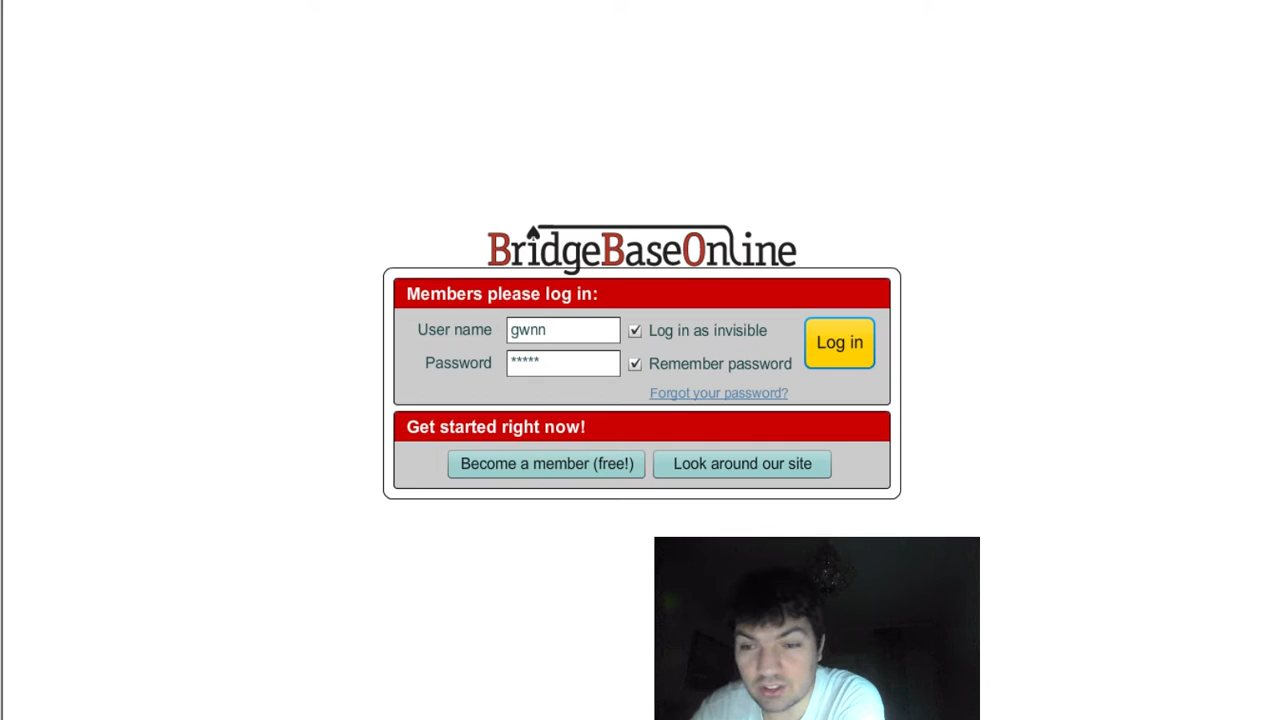 BridgeBaseOnline
Members please log in:
User name gwnn Log in as invisible
Log in
Password ***** Remember password
Forgot your password?
Get started right now!
Become a member (free!) Look around our site